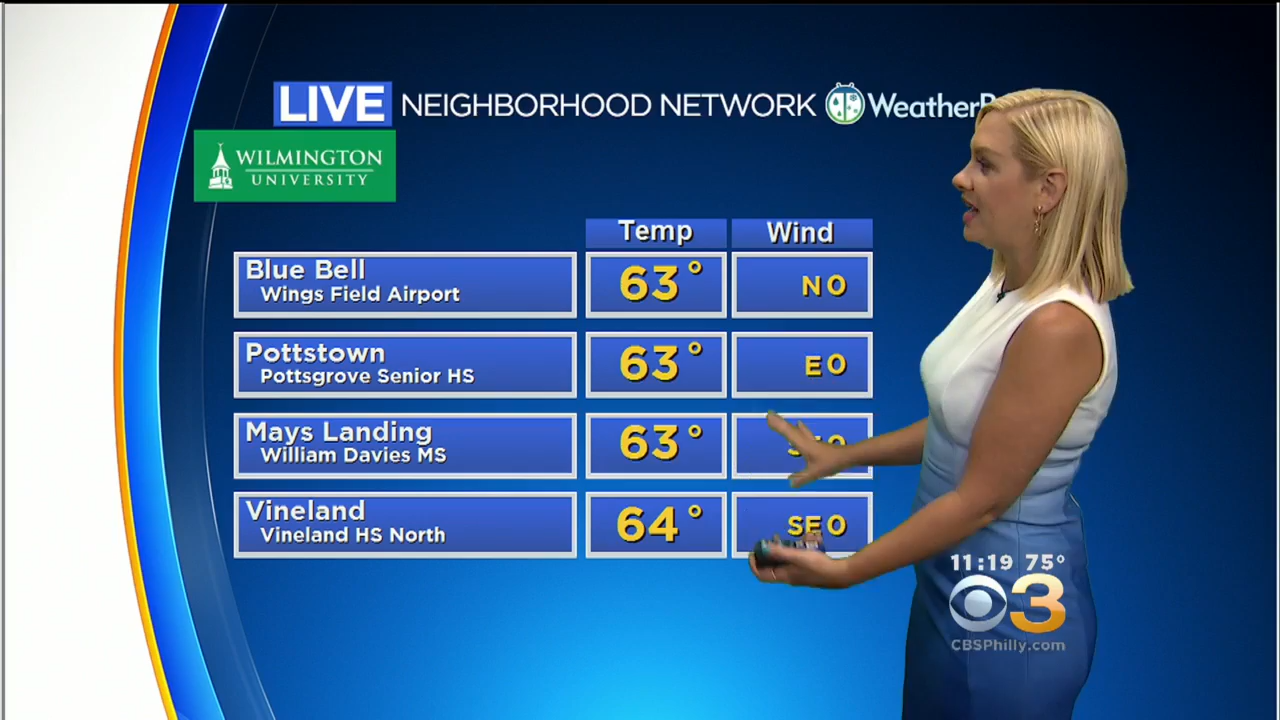 LIVE NEIGHBORHOOD NETWORK
WILMINGTON
UNIVERSITY
Temp Wind
Blue Bell
Wings Field Airport
63° N 0
Pottstown
Pottsgrove Senior HS
63° E 0
Mays Landing
William Davies MS
63°
Vineland
Vineland HS North
64° SE 0
11:19 75°
3
CBSPhilly.com